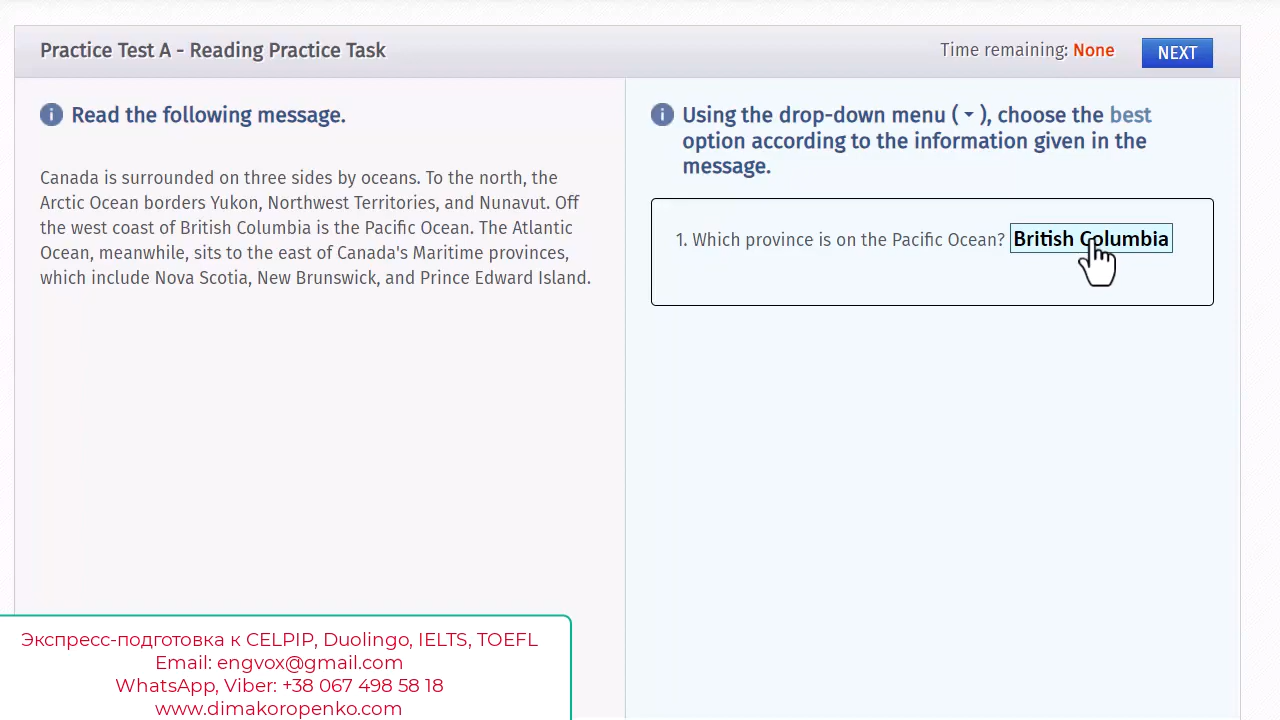 Practice Test A - Reading Practice Task
Time remaining: None
NEXT
Read the following message.
Canada is surrounded on three sides by oceans. To the north, the
Arctic Ocean borders Yukon, Northwest Territories, and Nunavut. Off
the west coast of British Columbia is the Pacific Ocean. The Atlantic
Ocean, meanwhile, sits to the east of Canada's Maritime provinces,
which include Nova Scotia, New Brunswick, and Prince Edward Island.
Using the drop-down menu ( ), choose the best
option according to the information given in the
message.
1. Which province is on the Pacific Ocean? British Columbia
Экспресс-подготовка к CELPIP, Duolingo, IELTS, TOEFL
Email: engvox@gmail.com
WhatsApp, Viber: +38 067 498 58 18
www.dimakoropenko.com